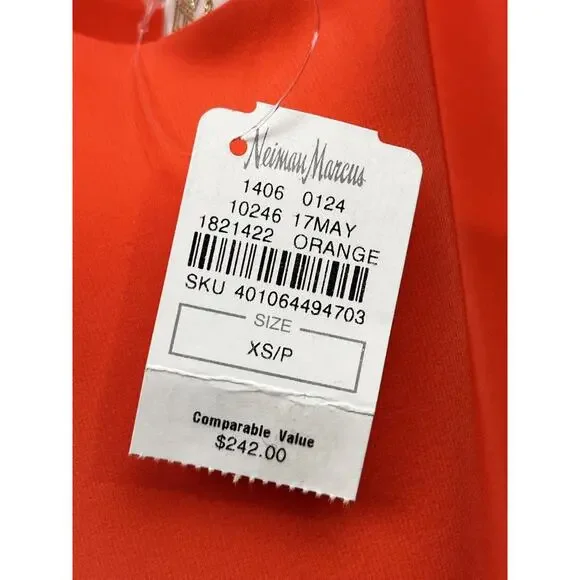 Neiman Marcus
1406 0124
10246 17MAY
1821422 ORANGE
SKU 401064494703
SIZE
XS/P
Comparable Value
$242.00